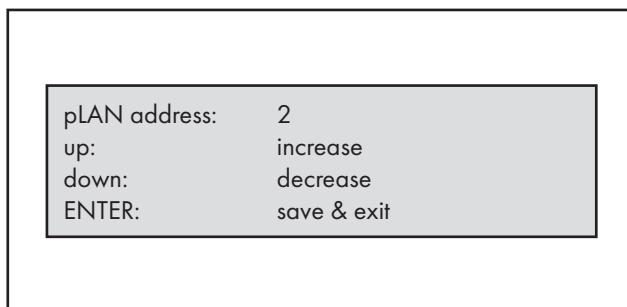 pLAN address: 2
up: increase
down: decrease
ENTER: save & exit